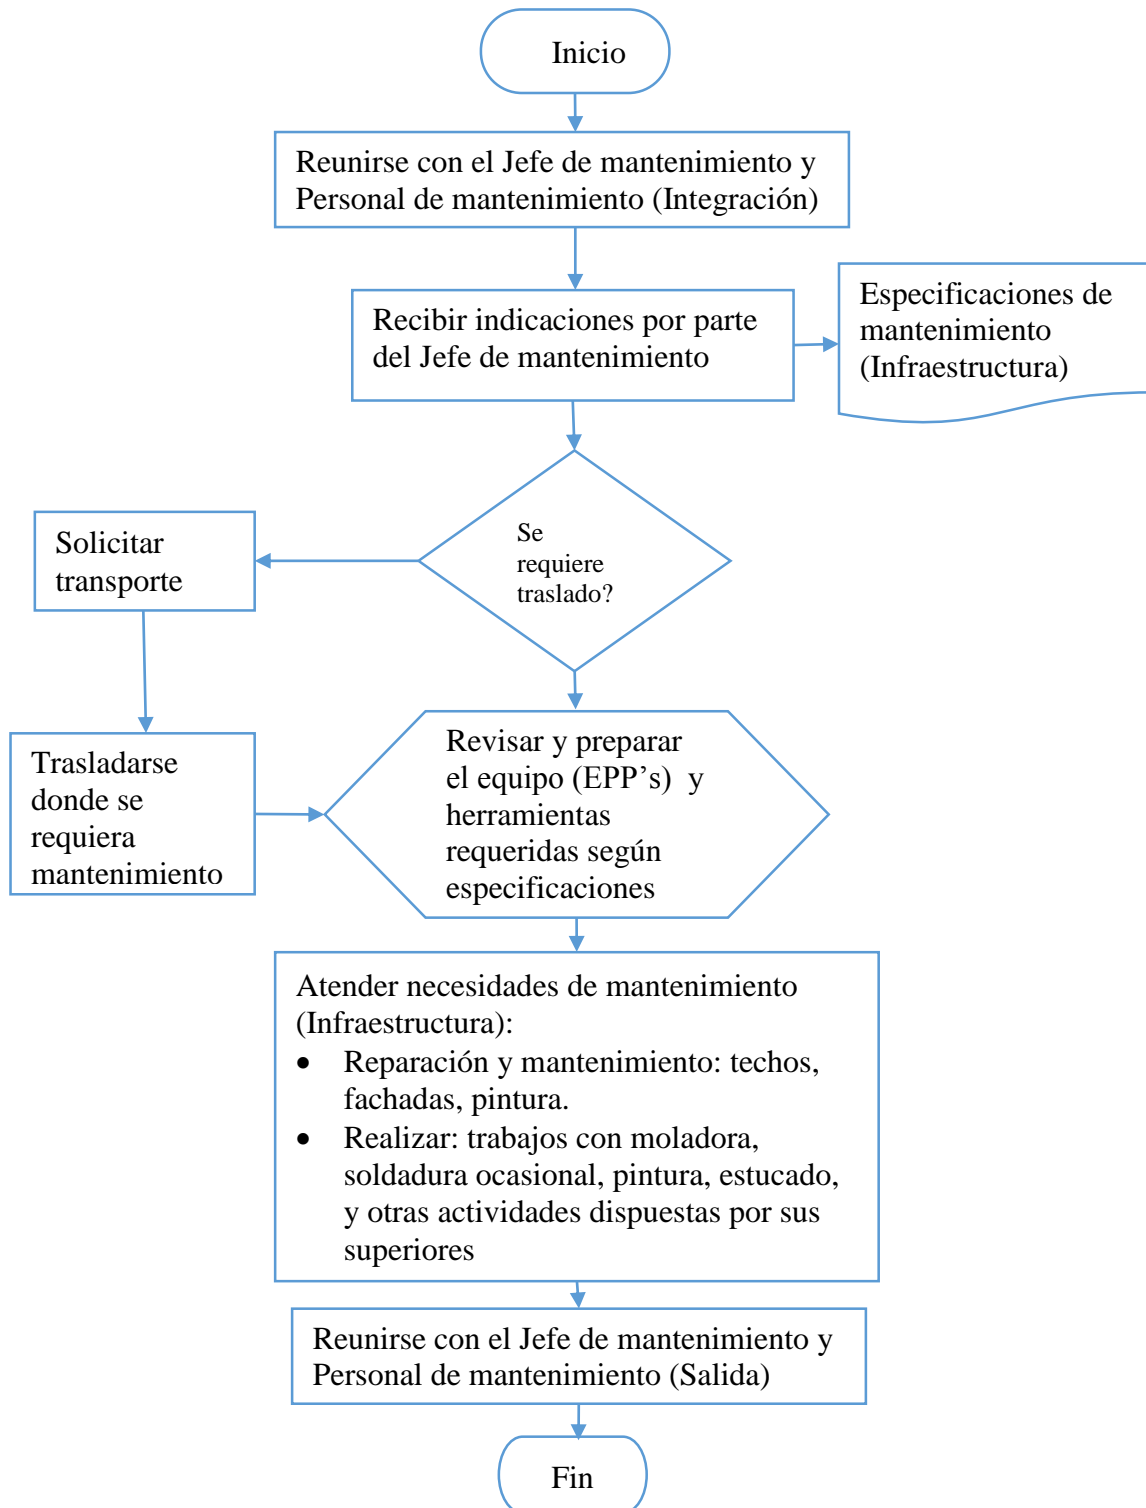 Inicio
Reunirse con el Jefe de mantenimiento y
Personal de mantenimiento (Integración)
Recibir indicaciones por parte
del Jefe de mantenimiento
Especificaciones de
mantenimiento
(Infraestructura)
Se
requiere
traslado?
Solicitar
transporte
Trasladarse
donde se
requiera
mantenimiento
Revisar y preparar
el equipo (EPP’s)  y
herramientas
requeridas según
especificaciones
Atender necesidades de mantenimiento
(Infraestructura):
• Reparación y mantenimiento: techos,
fachadas, pintura.
• Realizar: trabajos con moladora,
soldadura ocasional, pintura, estucado,
y otras actividades dispuestas por sus
superiores
Reunirse con el Jefe de mantenimiento y
Personal de mantenimiento (Salida)
Fin